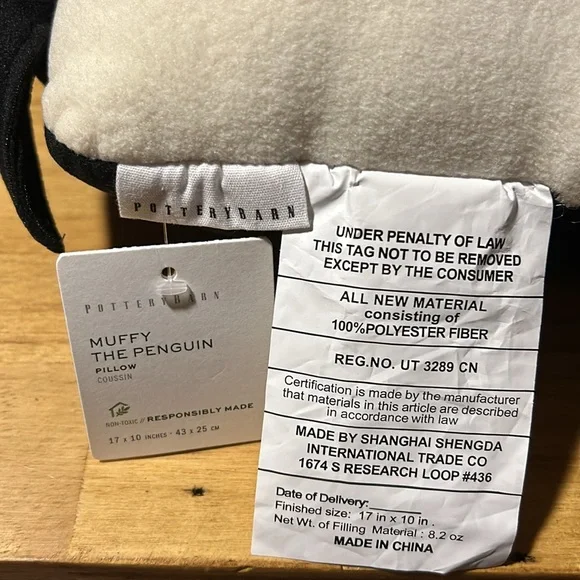 POTTERYBARN
POTTERYBARN
MUFFY
THE PENGUIN
PILLOW
COUSSIN
NON-TOXIC // RESPONSIBLY MADE
17 x 10 INCHES · 43 x 25 CM
UNDER PENALTY OF LAW
THIS TAG NOT TO BE REMOVED
EXCEPT BY THE CONSUMER
ALL NEW MATERIAL
consisting of
100%POLYESTER FIBER
REG.NO. UT 3289 CN
Certification is made by the manufacturer
that materials in this article are described
in accordance with law
MADE BY SHANGHAI SHENGDA
INTERNATIONAL TRADE CO
1674 S RESEARCH LOOP #436
Date of Delivery:________
Finished size: 17 in x 10 in .
Net Wt. of Filling Material : 8.2 oz
MADE IN CHINA